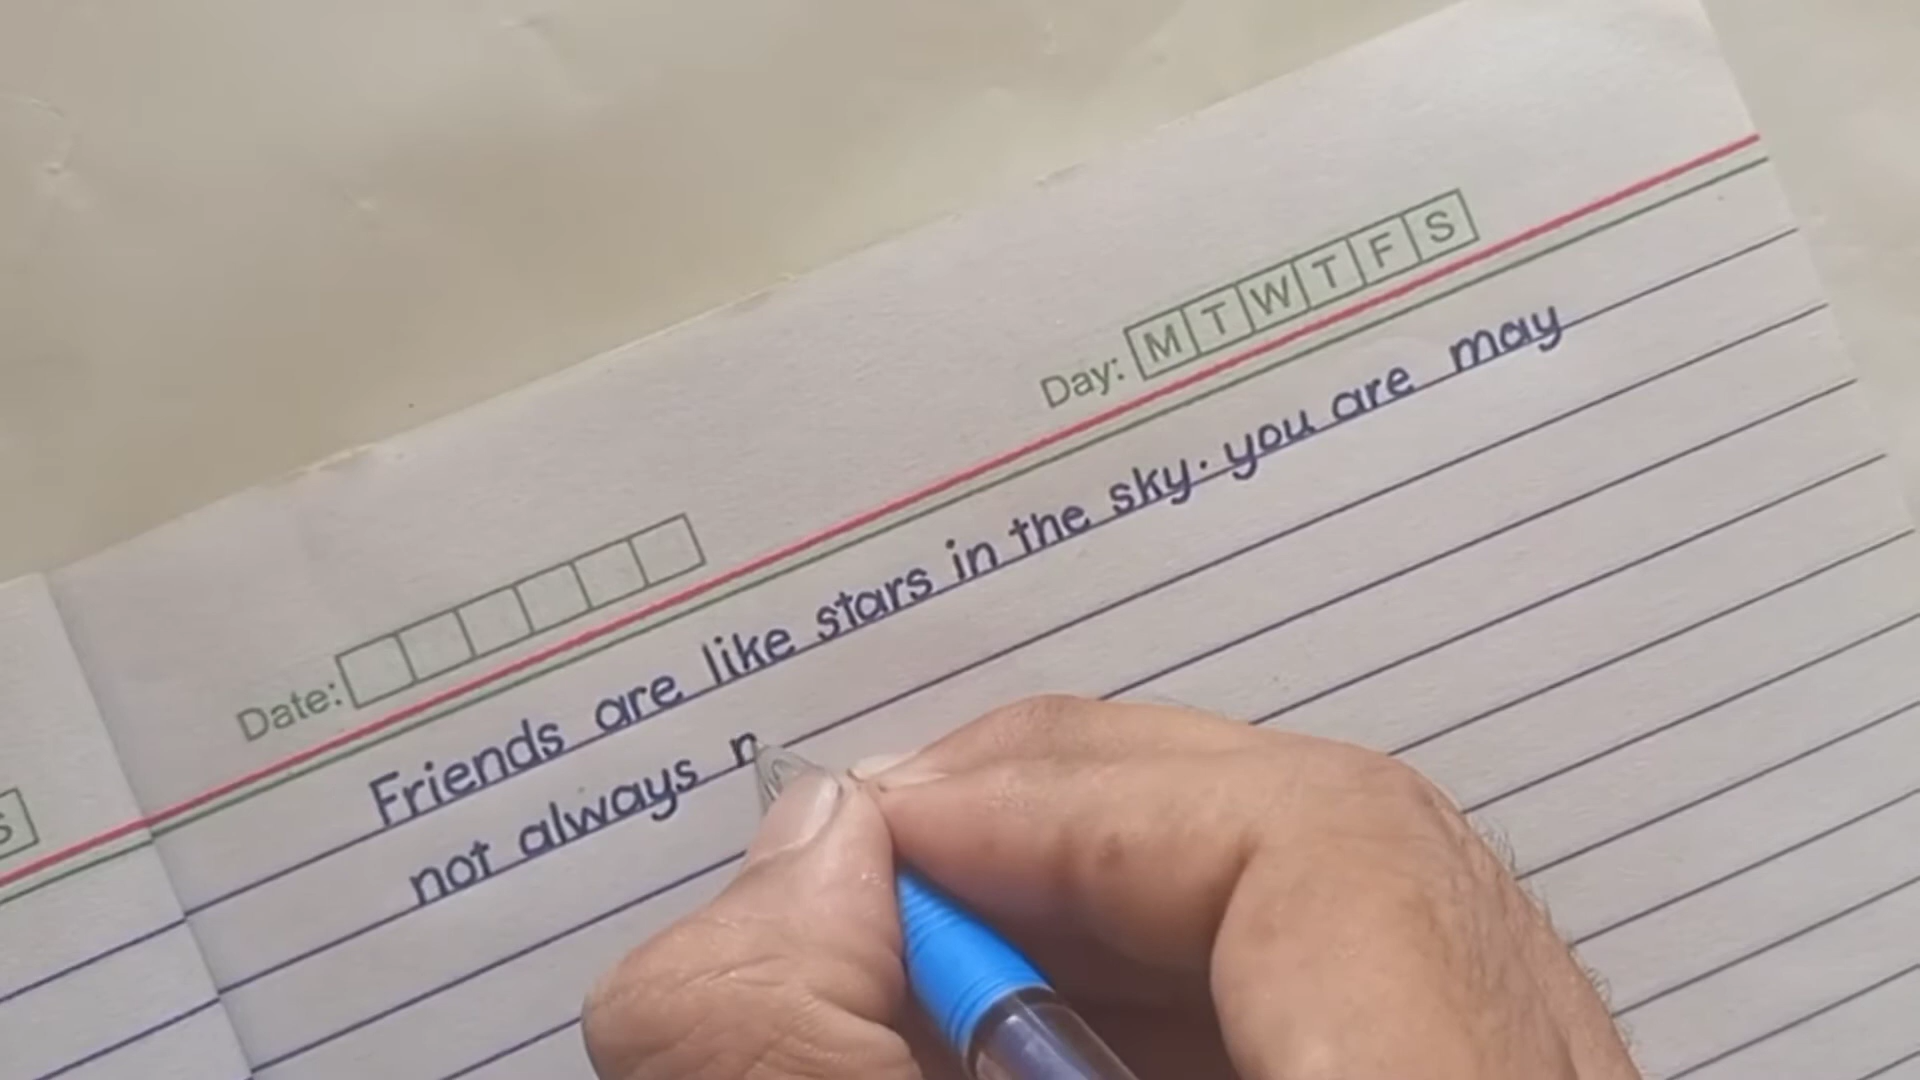 Day: M T W T F S
Date:
Friends are like stars in the sky. you are may
not always n
S